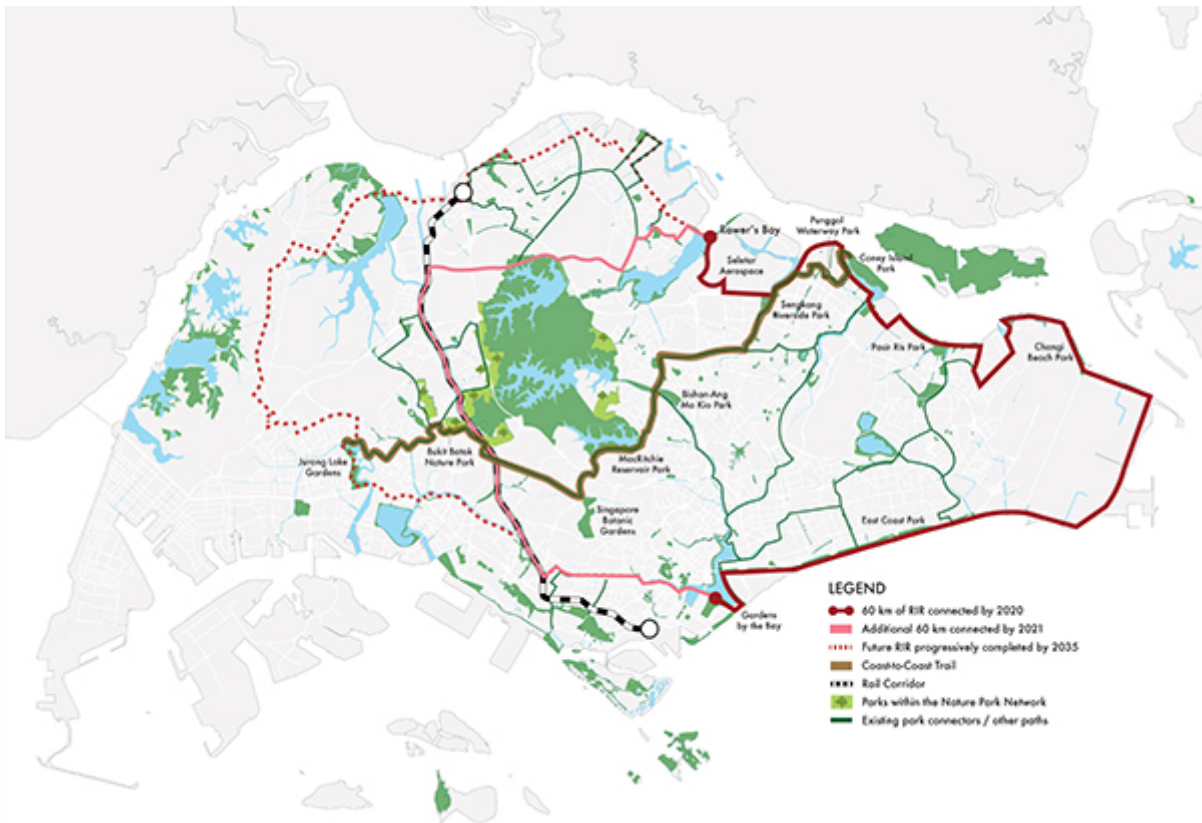 Rower's Bay
Punggol
Waterway Park
Coney Island
Park
Seletar
Aerospace
Sengkang
Riverside Park
Pasir Ris Park
Changi
Beach Park
Bishan-Ang
Mo Kio Park
Jurong Lake
Gardens
Bukit Batok
Nature Park
MacRitchie
Reservoir Park
Singapore
Botanic
Gardens
East Coast Park
Gardens
by the Bay
LEGEND
60 km of RIR connected by 2020
Additional 60 km connected by 2021
Future RIR progressively completed by 2035
Coast-to-Coast Trail
Rail Corridor
Parks within the Nature Park Network
Existing park connectors / other paths